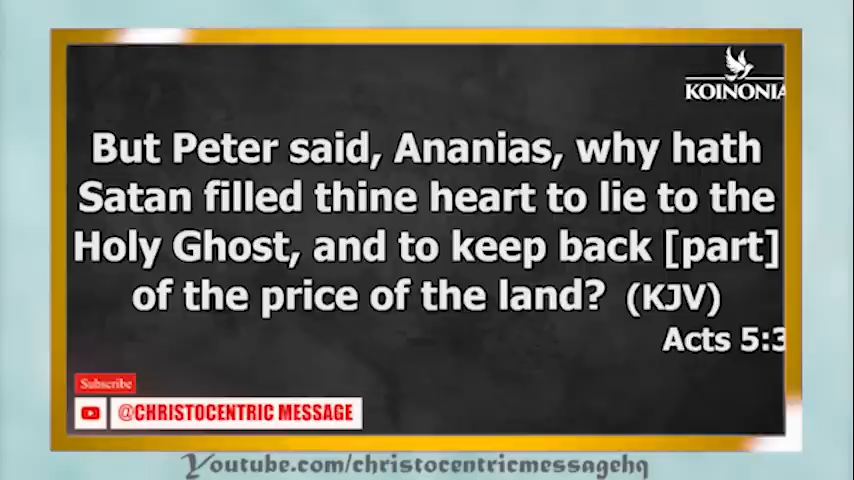 KOINONIA
But Peter said, Ananias, why hath
Satan filled thine heart to lie to the
Holy Ghost, and to keep back [part]
of the price of the land? (KJV)
Acts 5:3
Subscribe
@CHRISTOCENTRIC MESSAGE
Youtube.com/christocentricmessagehq